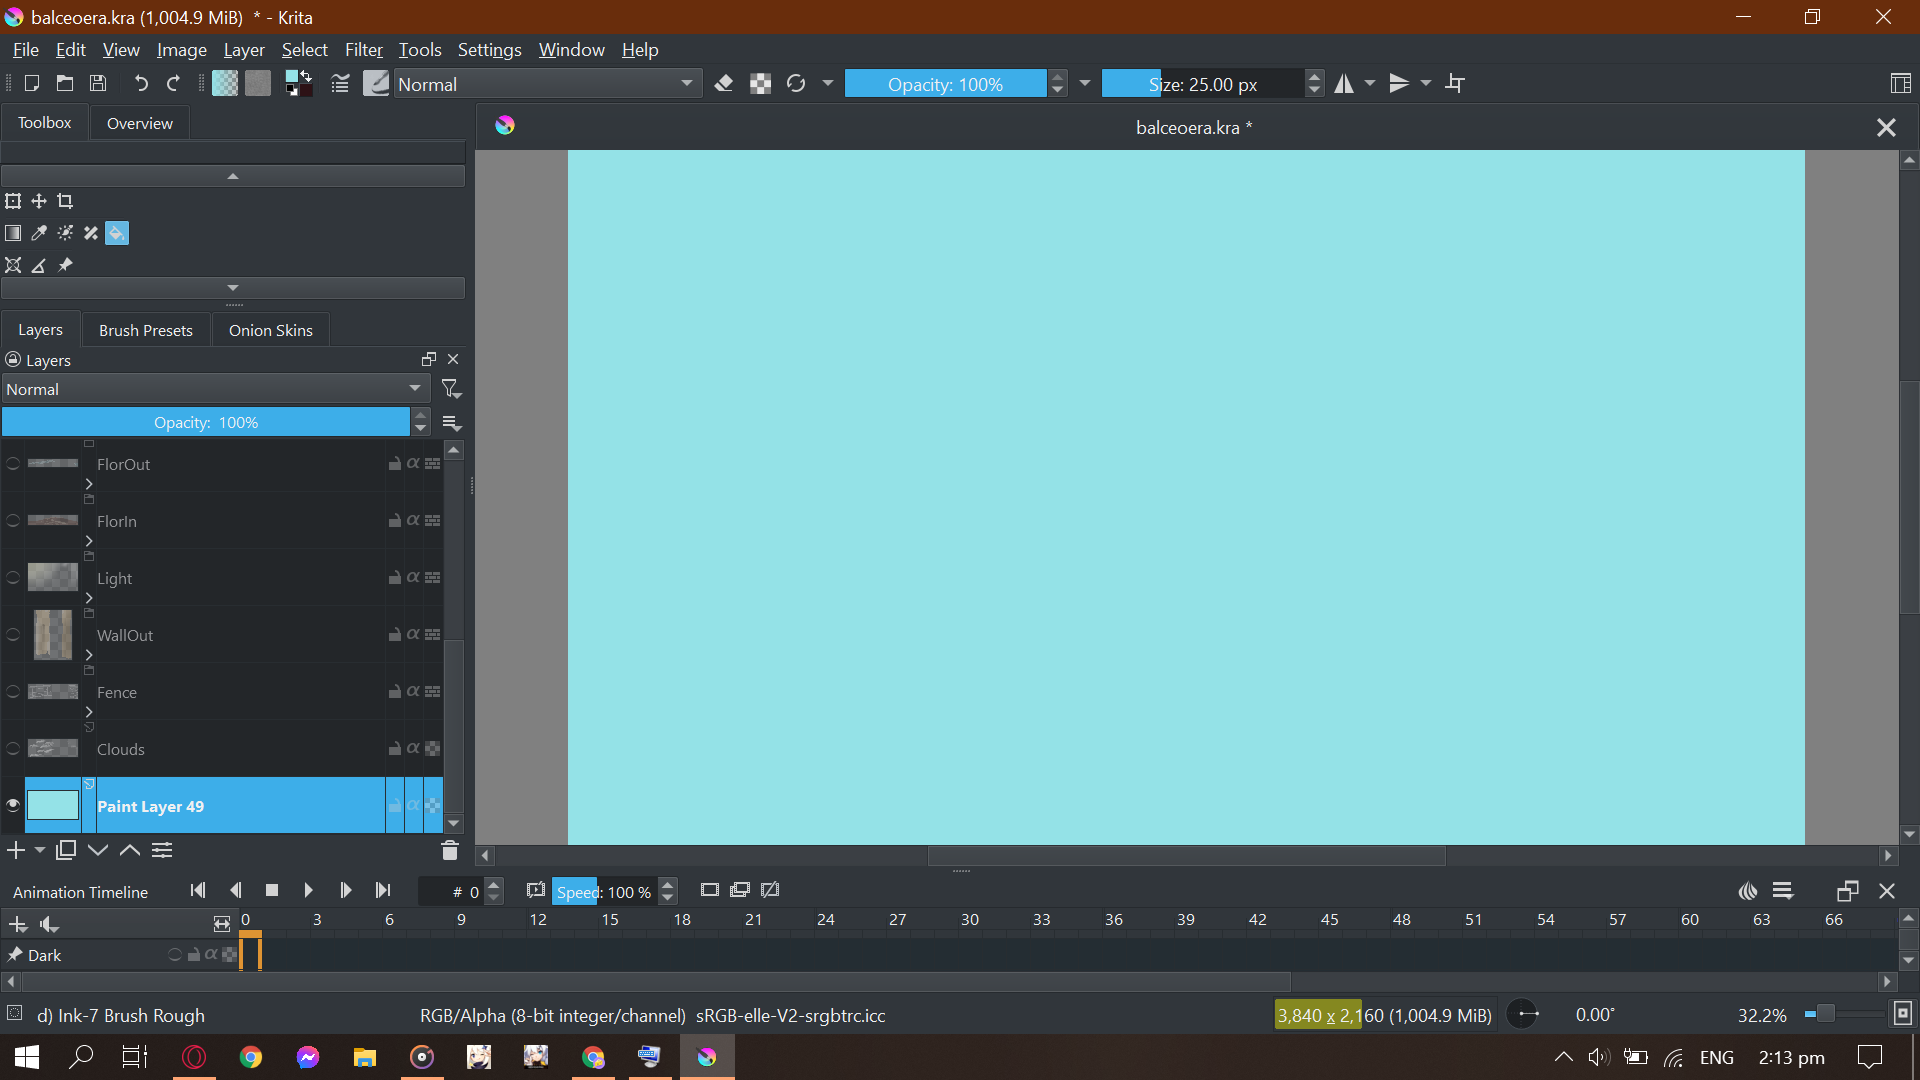 balceoera.kra (1,004.9 MiB)  * - Krita
File Edit View Image Layer Select Filter Tools Settings Window Help
Normal Opacity: 100% Size: 25.00 px
Toolbox Overview
balceoera.kra *
Layers Brush Presets Onion Skins
Layers
Normal
Opacity:  100%
FlorOut
FlorIn
Light
WallOut
Fence
Clouds
Paint Layer 49
Animation Timeline # 0 Speed: 100 %
0 3 6 9 12 15 18 21 24 27 30 33 36 39 42 45 48 51 54 57 60 63 66
Dark
d) Ink-7 Brush Rough RGB/Alpha (8-bit integer/channel)  sRGB-elle-V2-srgbtrc.icc 3,840 x 2,160 (1,004.9 MiB) 0.00° 32.2%
ENG 2:13 pm